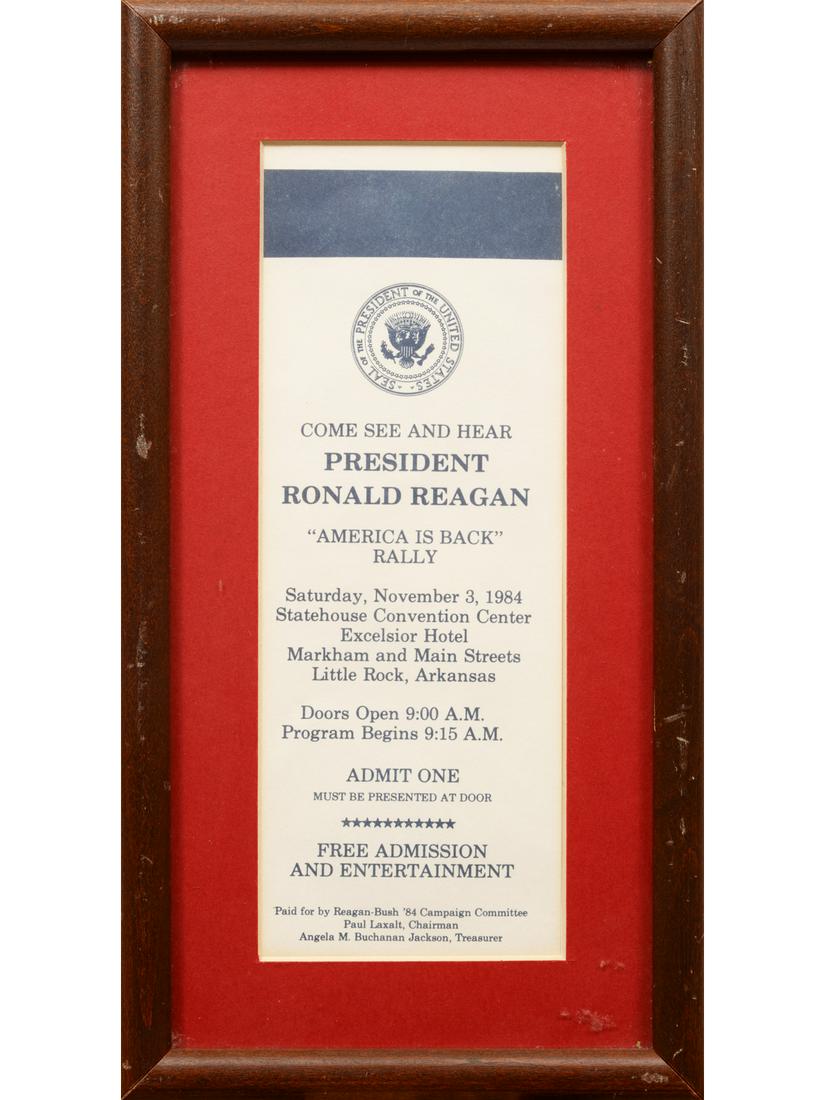 SEAL OF THE PRESIDENT OF THE UNITED STATES
COME SEE AND HEAR
PRESIDENT
RONALD REAGAN
“AMERICA IS BACK”
RALLY
Saturday, November 3, 1984
Statehouse Convention Center
Excelsior Hotel
Markham and Main Streets
Little Rock, Arkansas
Doors Open 9:00 A.M.
Program Begins 9:15 A.M.
ADMIT ONE
MUST BE PRESENTED AT DOOR
★★★★★★★★★★★
FREE ADMISSION
AND ENTERTAINMENT
Paid for by Reagan-Bush ’84 Campaign Committee
Paul Laxalt, Chairman
Angela M. Buchanan Jackson, Treasurer